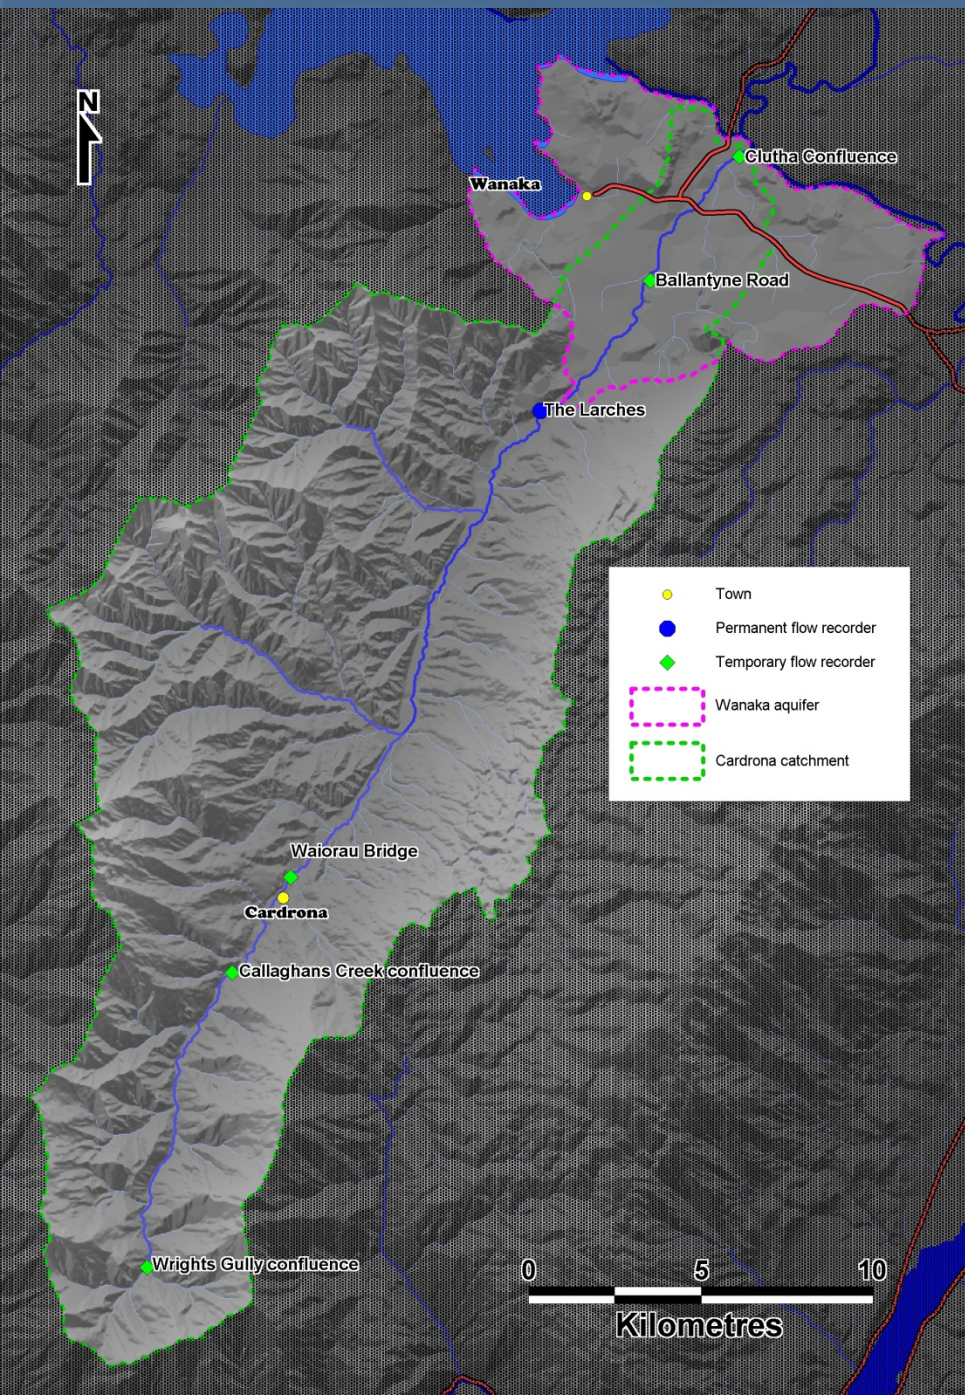 N
Clutha Confluence
Wanaka
Ballantyne Road
The Larches
Town
Permanent flow recorder
Temporary flow recorder
Wanaka aquifer
Cardrona catchment
Waiorau Bridge
Cardrona
Callaghans Creek confluence
Wrights Gully confluence
0 5 10
Kilometres